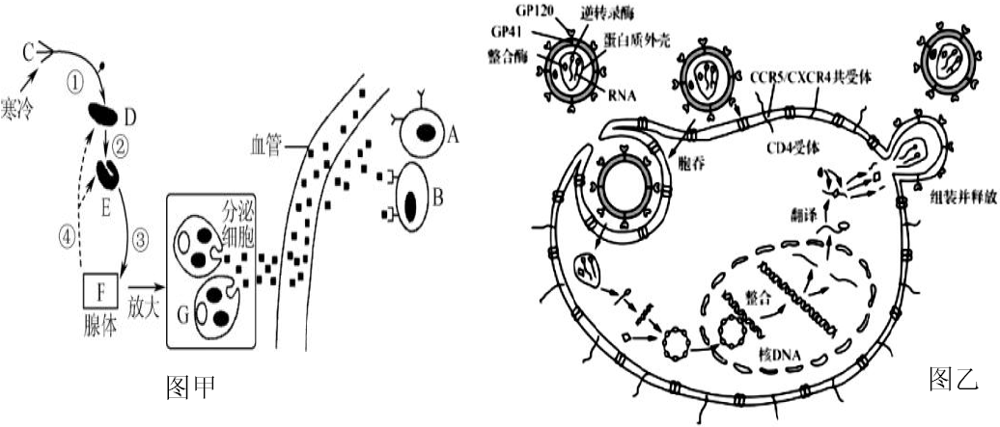 C
①
寒冷
D
②
E
④
③
F
腺体
放大
分泌
细胞
G
血管
A
B
图甲
GP120
逆转录酶
GP41
蛋白质外壳
整合酶
RNA
CCR5/CXCR4共受体
CD4受体
胞吞
组装并释放
翻译
整合
核DNA
图乙